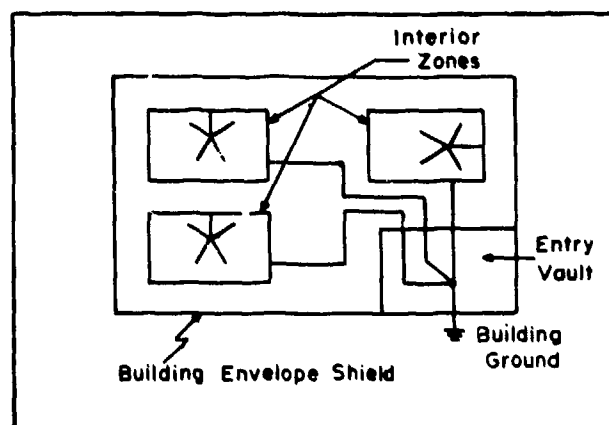 Interior
Zones
Entry
Vault
Building
Ground
Building Envelope Shield